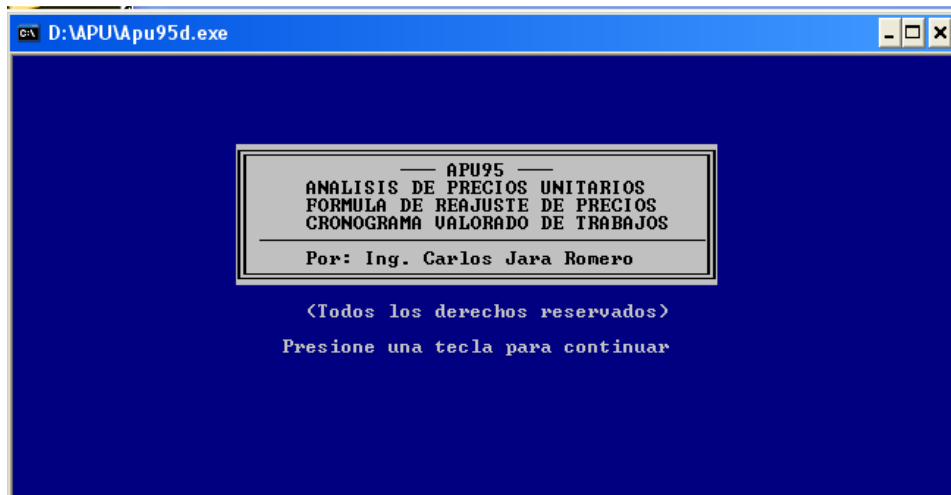 D:\APU\Apu95d.exe
APU95
ANALISIS DE PRECIOS UNITARIOS
FORMULA DE REAJUSTE DE PRECIOS
CRONOGRAMA VALORADO DE TRABAJOS
Por: Ing. Carlos Jara Romero
(Todos los derechos reservados)
Presione una tecla para continuar